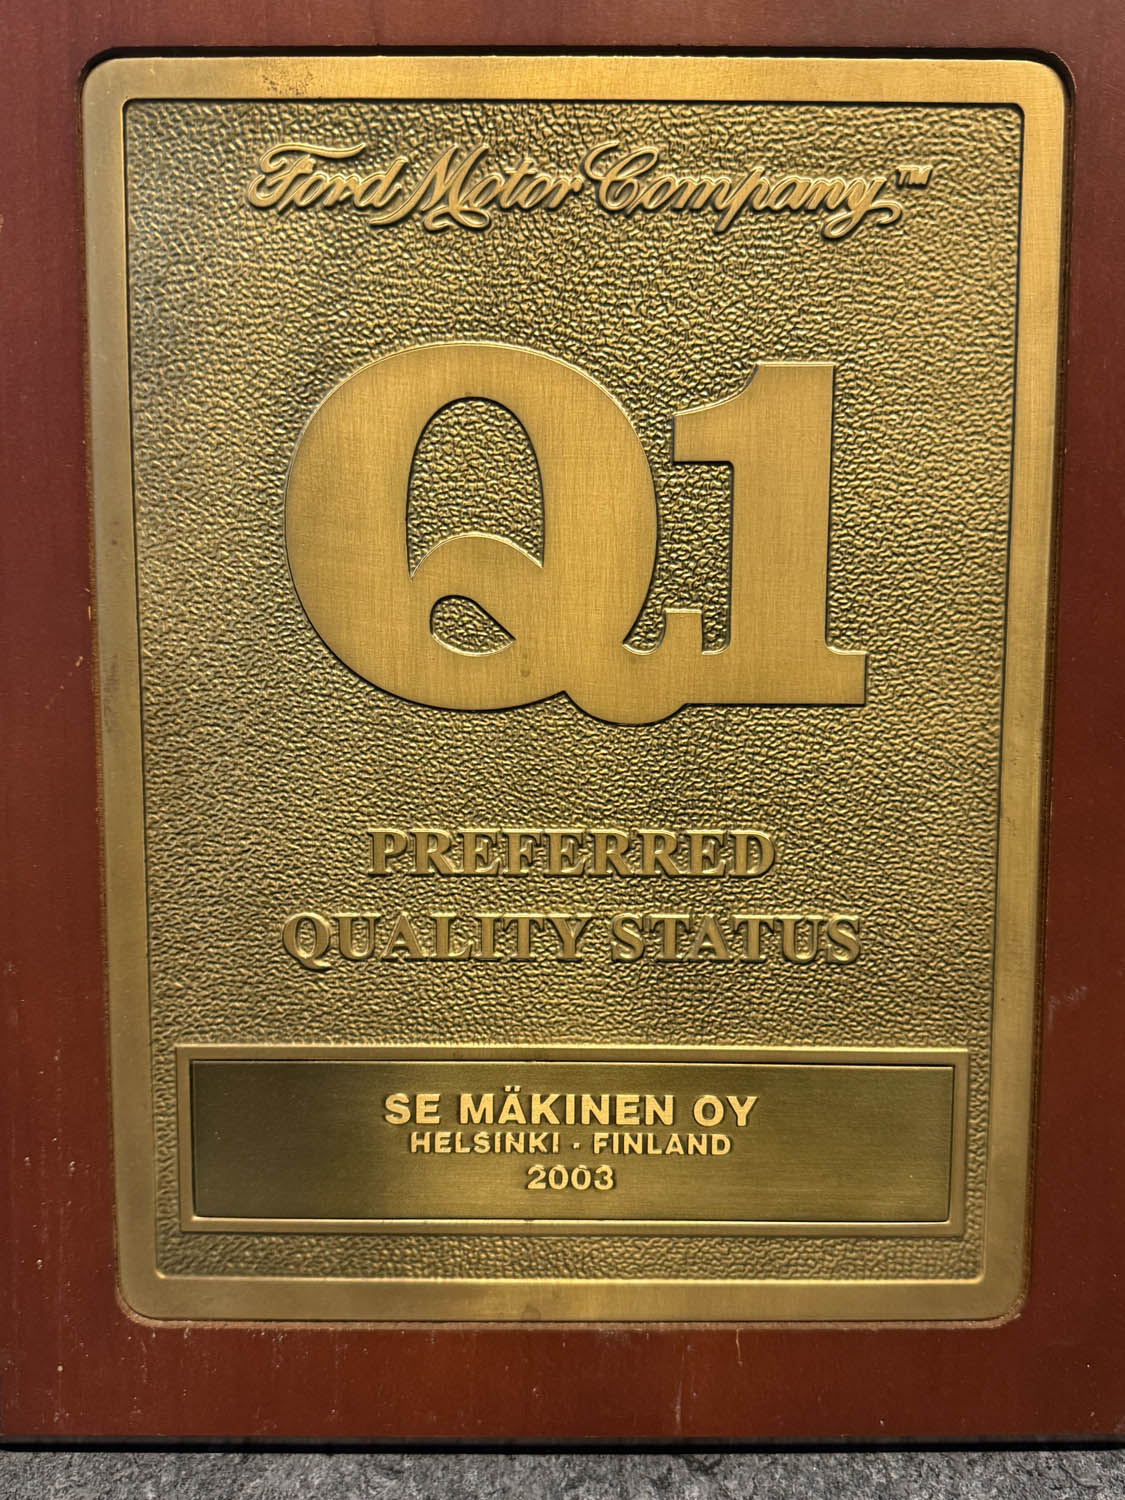 Ford Motor Company™
Q1
PREFERRED
QUALITY STATUS
SE MÄKINEN OY
HELSINKI · FINLAND
2003